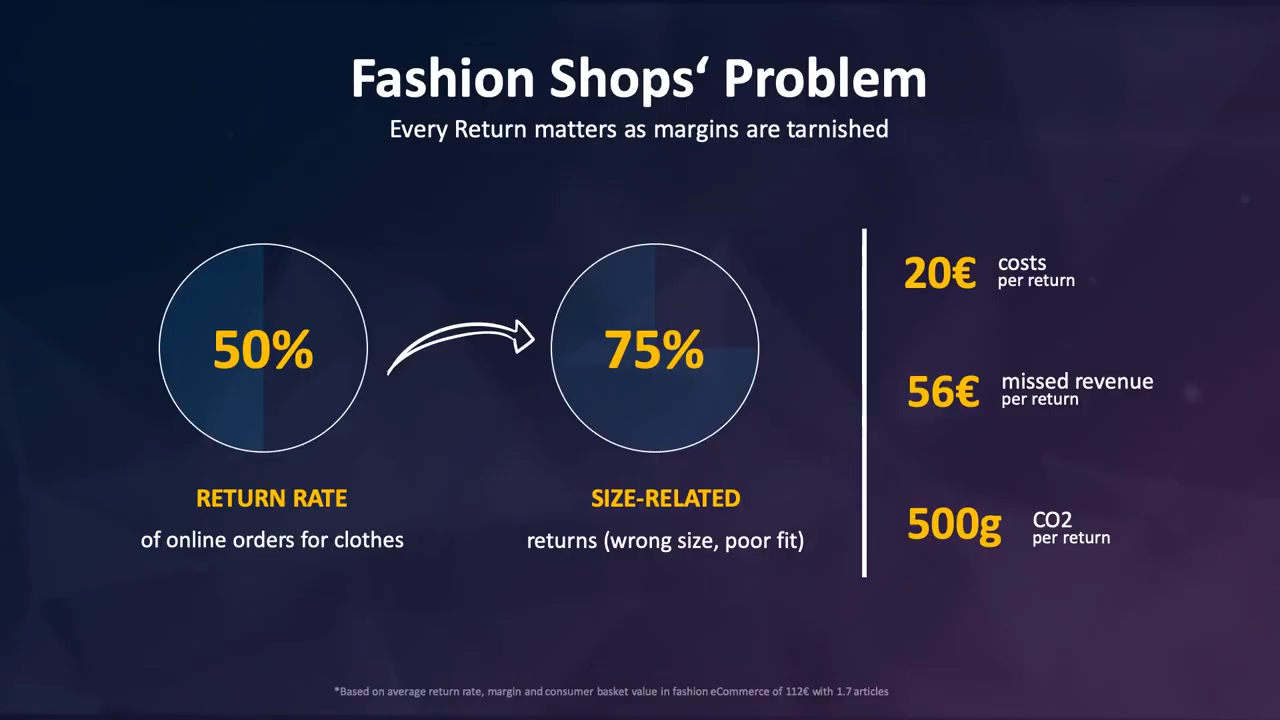 Fashion Shops‘ Problem
Every Return matters as margins are tarnished
50%
RETURN RATE
of online orders for clothes
75%
SIZE-RELATED
returns (wrong size, poor fit)
20€ costs
per return
56€ missed revenue
per return
500g CO2
per return
*Based on average return rate, margin and consumer basket value in fashion eCommerce of 112€ with 1.7 articles